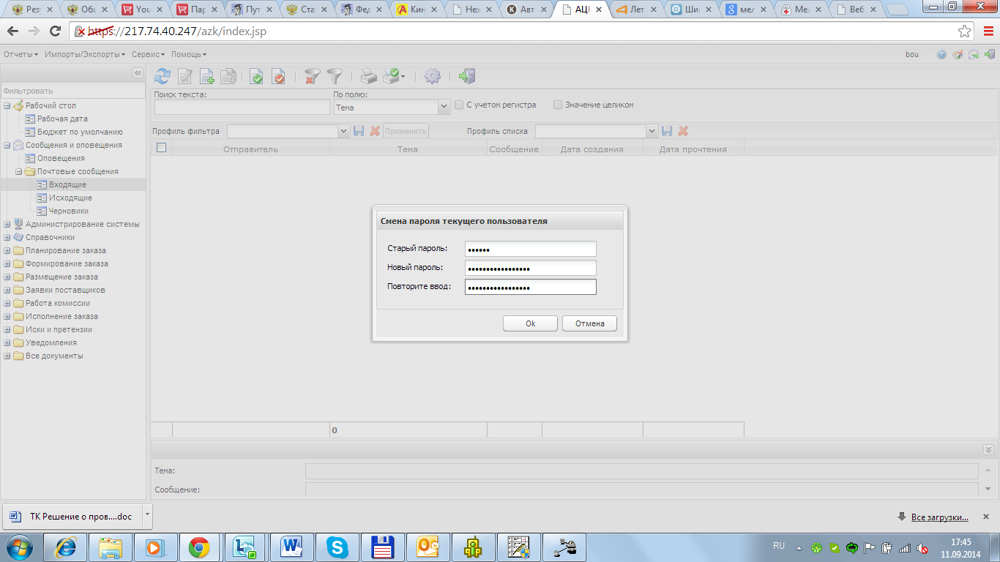 Рез
Об
You
Пар
Пут
Ста
Фед
Кин
Нех
Авт
АЦ
Лет
Ши
мел
Ме
Веб
https://217.74.40.247/azk/index.jsp
Отчеты Импорты/Экспорты Сервис Помощь bou
Фильтровать
Рабочий стол
Рабочая дата
Бюджет по умолчанию
Сообщения и оповещения
Оповещения
Почтовые сообщения
Входящие
Исходящие
Черновики
Администрирование системы
Справочники
Планирование заказа
Формирование заказа
Размещение заказа
Заявки поставщиков
Работа комиссии
Исполнение заказа
Иски и претензии
Уведомления
Все документы
Поиск текста: По полю:
Тема С учетом регистра Значение целиком
Профиль фильтра Применить Профиль списка
Отправитель Тема Сообщение Дата создания Дата прочтения
Смена пароля текущего пользователя
Старый пароль: ••••••
Новый пароль: •••••••••••••••••
Повторите ввод: •••••••••••••••••
Ok Отмена
0
Тема:
Сообщение:
ТК Решение о пров....doc Все загрузки...
RU 17:45
11.09.2014